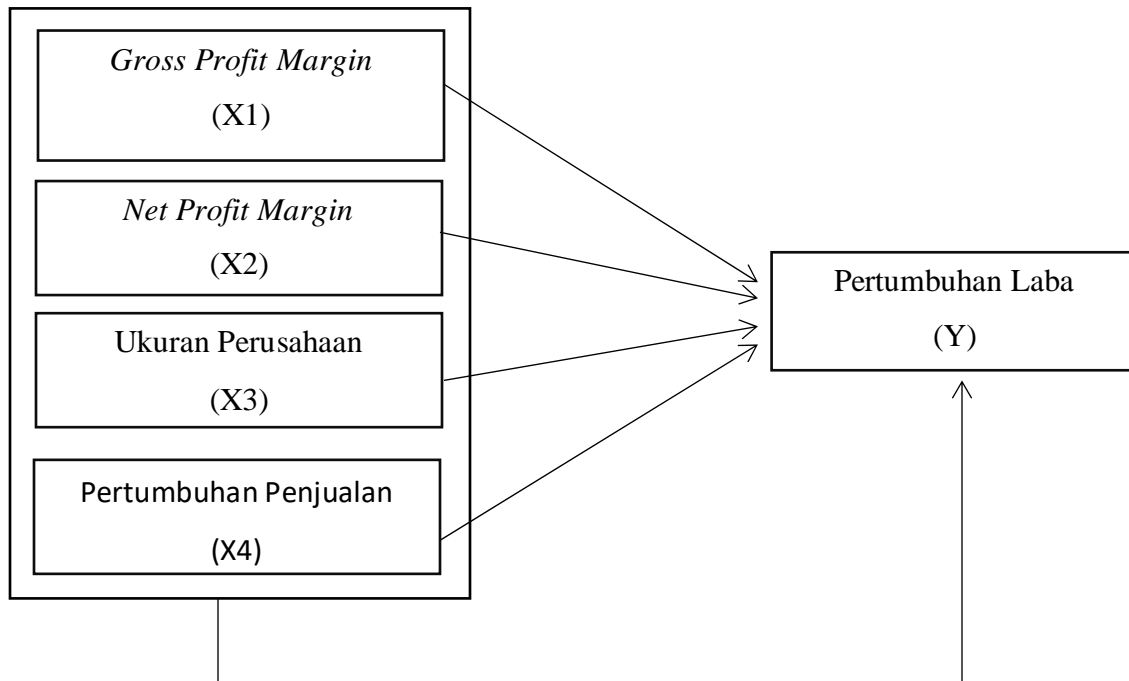 Gross Profit Margin
(X1)
Net Profit Margin
(X2)
Ukuran Perusahaan
(X3)
Pertumbuhan Penjualan
(X4)
Pertumbuhan Laba
(Y)